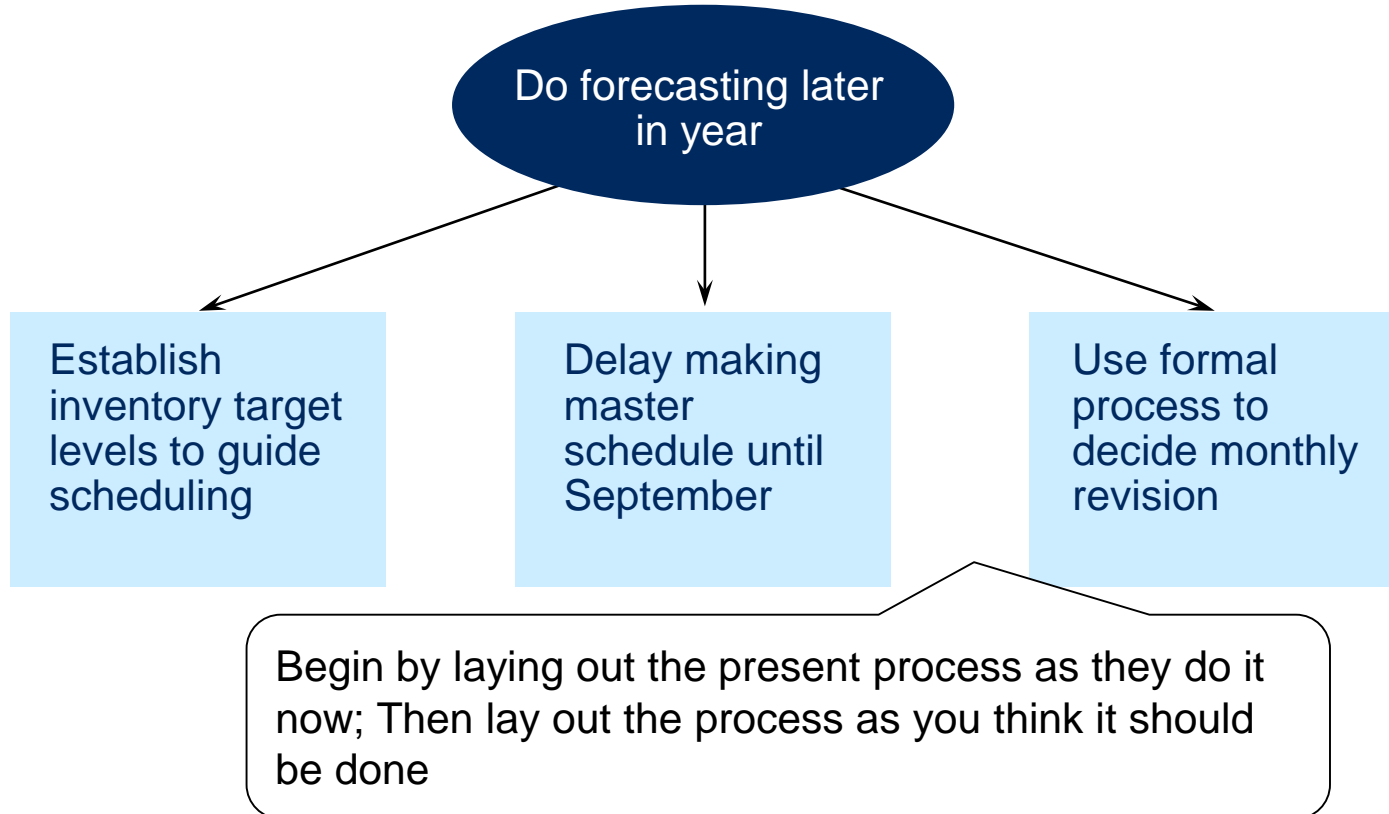 Do forecasting later
in year
Establish
inventory target
levels to guide
scheduling
Delay making
master
schedule until
September
Use formal
process to
decide monthly
revision
Begin by laying out the present process as they do it
now; Then lay out the process as you think it should
be done